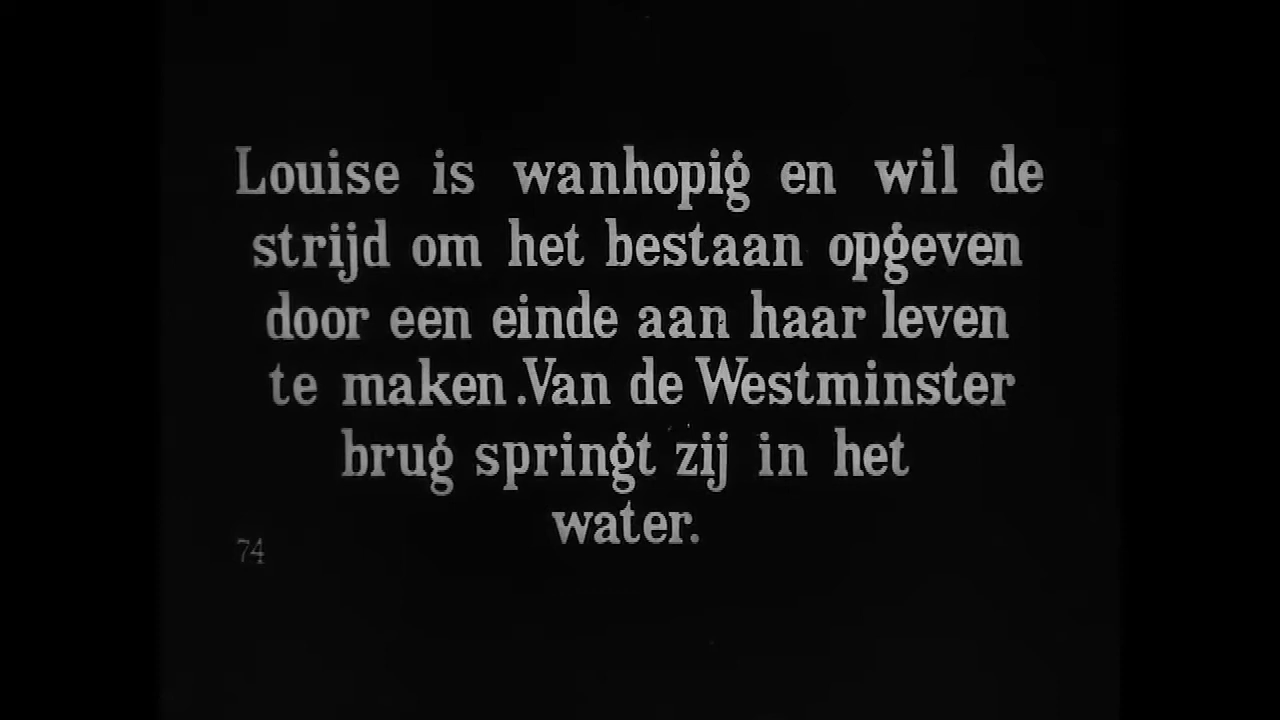 Louise is wanhopig en wil de
strijd om het bestaan opgeven
door een einde aan haar leven
te maken. Van de Westminster
brug springt zij in het
water.
74